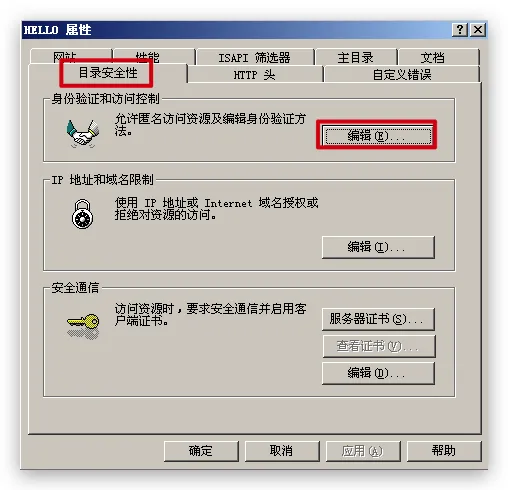 HELLO 属性
网站 性能 ISAPI 筛选器 主目录 文档
目录安全性 HTTP 头 自定义错误
身份验证和访问控制
允许匿名访问资源及编辑身份验证方
法。
编辑(E)...
IP 地址和域名限制
使用 IP 地址或 Internet 域名授权或
拒绝对资源的访问。
编辑(I)...
安全通信
访问资源时，要求安全通信并启用客
户端证书。
服务器证书(S)...
查看证书(V)...
编辑(D)...
确定 取消 应用(A) 帮助